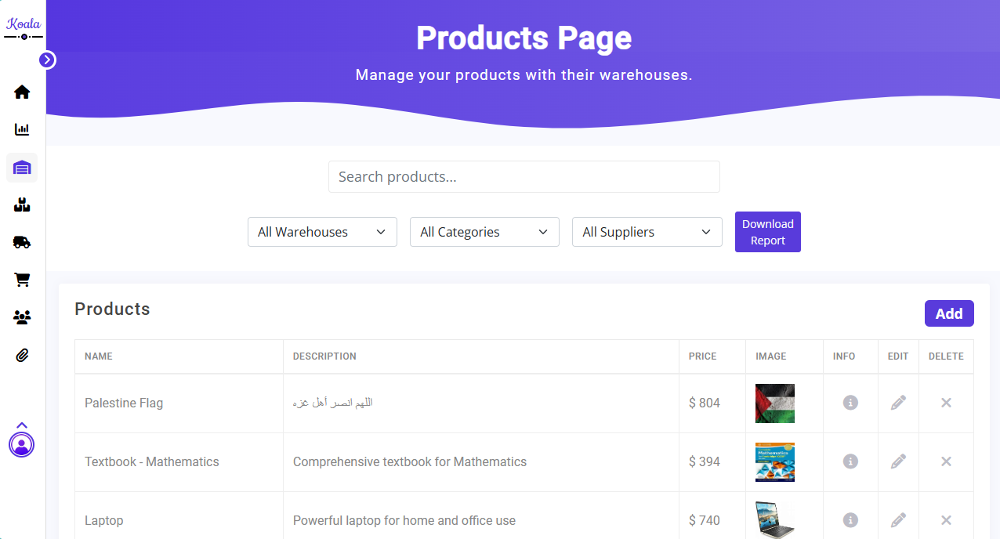 Koala
Products Page
Manage your products with their warehouses.
Search products...
All Warehouses
All Categories
All Suppliers
Download
Report
Products
Add
NAME DESCRIPTION PRICE IMAGE INFO EDIT DELETE
Palestine Flag اللهم انصر أهل غزه $ 804
Textbook - Mathematics Comprehensive textbook for Mathematics $ 394
Mathematics
Laptop Powerful laptop for home and office use $ 740